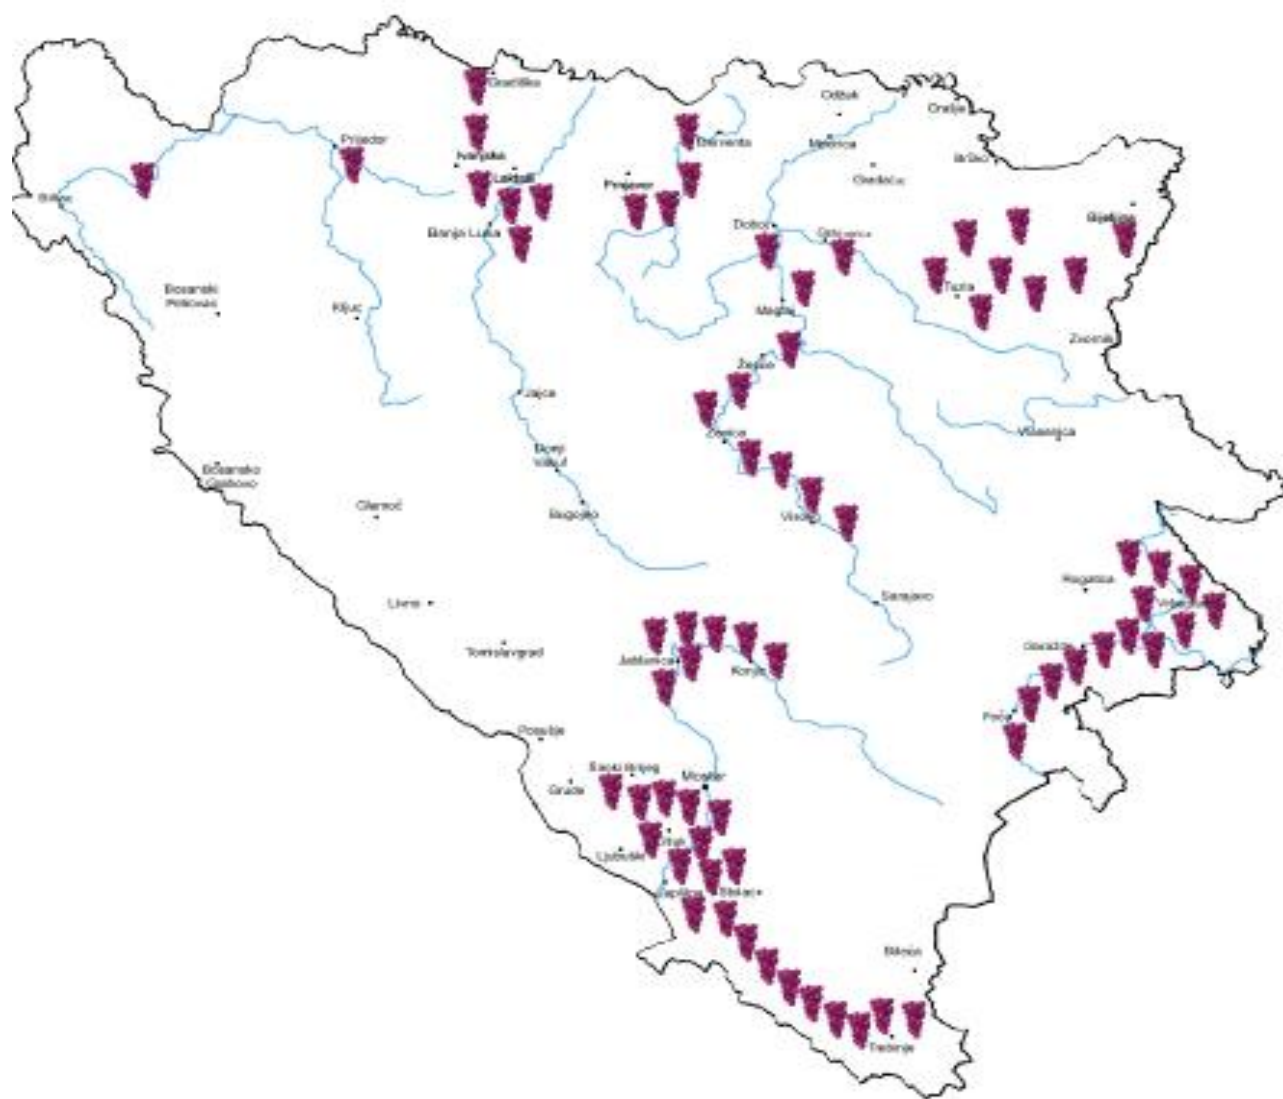 Gradiška
Odžak
Orašje
Prijedor
Derventa
Modriča
Ivanjska
Brčko
Laktaši
Gradačac
Prnjavor
Bihać
Bijeljina
Banja Luka
Doboj
Gračanica
Bosanski
Petrovac
Tuzla
Ključ
Maglaj
Zvornik
Žepče
Jajce
Zenica
Vlasenica
Donji
Vakuf
Bosansko
Grahovo
Glamoč
Bugojno
Visoko
Rogatica
Livno
Sarajevo
Višegrad
Tomislavgrad
Jablanica
Konjic
Goražde
Foča
Posušje
Široki Brijeg
Mostar
Grude
Čitluk
Ljubuški
Čapljina
Stolac
Bileća
Trebinje